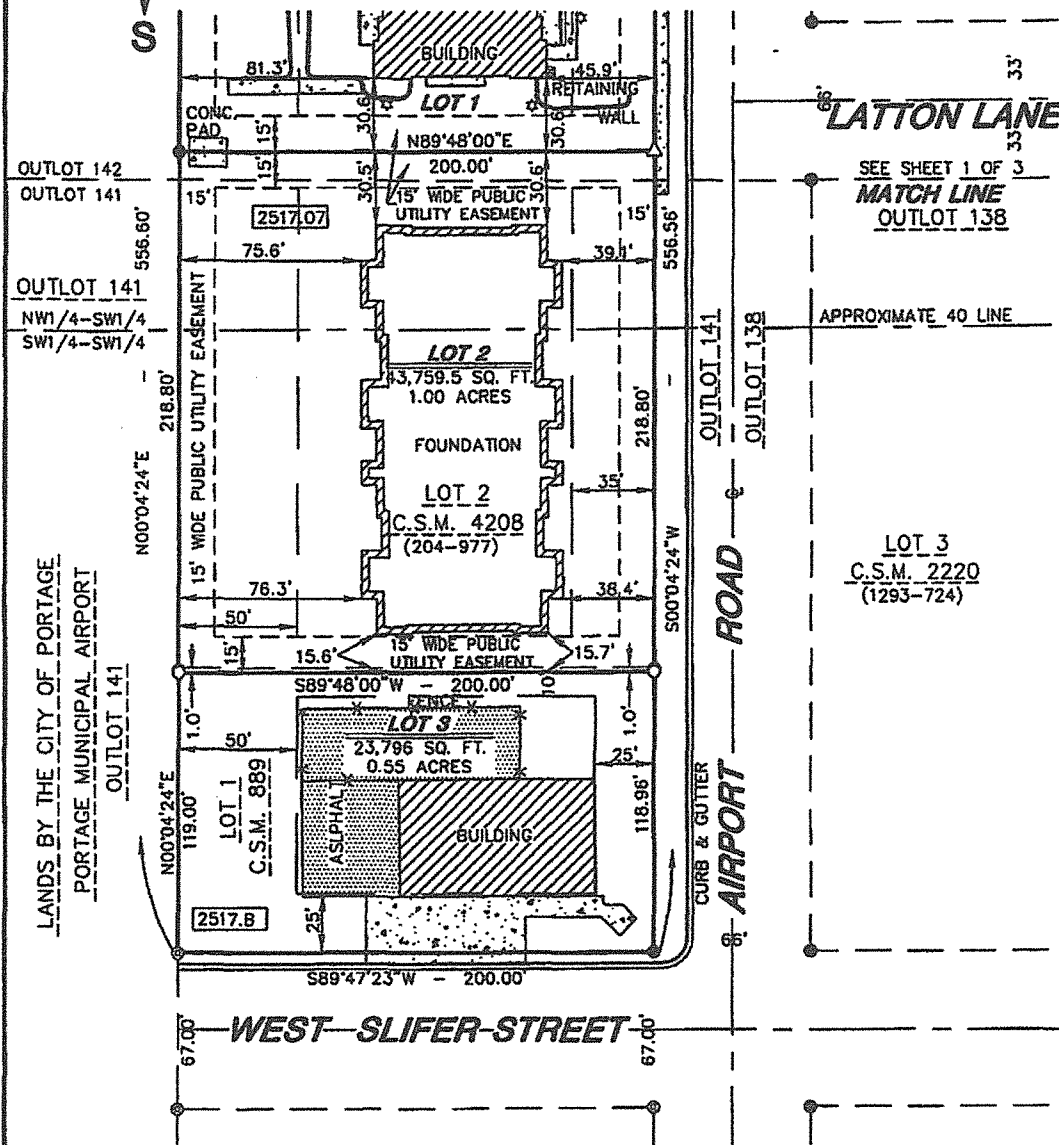 S
BUILDING
81.3'
45.9'
LOT 1
RETAINING
WALL
CONC.
PAD
15'
30.6
30.6
N89°48'00"E
200.00'
15'
30.5'
30.6'
OUTLOT 142
OUTLOT 141
15'
2517.07
15' WIDE PUBLIC
UTILITY EASEMENT
15'
556.60'
556.56'
75.6'
39.1'
66'
33'
33'
LATTON LANE
SEE SHEET 1 OF 3
MATCH LINE
OUTLOT 138
OUTLOT 141
NW1/4-SW1/4
SW1/4-SW1/4
APPROXIMATE 40 LINE
15' WIDE PUBLIC UTILITY EASEMENT
LOT 2
43,759.5 SQ. FT.
1.00 ACRES
FOUNDATION
LOT 2
C.S.M. 4208
(204-977)
218.80'
218.80'
N00°04'24"E
S00°04'24"W
OUTLOT 141
OUTLOT 138
35'
LOT 3
C.S.M. 2220
(1293-724)
76.3'
38.4'
50'
15'
15.6'
15' WIDE PUBLIC
UTILITY EASEMENT
15.7'
S89°48'00"W - 200.00'
10'
1.0'
1.0'
FENCE
LOT 3
23,796 SQ. FT.
0.55 ACRES
50'
25'
LANDS BY THE CITY OF PORTAGE
PORTAGE MUNICIPAL AIRPORT
OUTLOT 141
N00°04'24"E
119.00'
LOT 1
C.S.M. 889
ASLPHALT
BUILDING
118.96'
CURB & GUTTER
AIRPORT ROAD
2517.B
25'
66'
S89°47'23"W - 200.00'
WEST SLIFER STREET
67.00'
67.00'